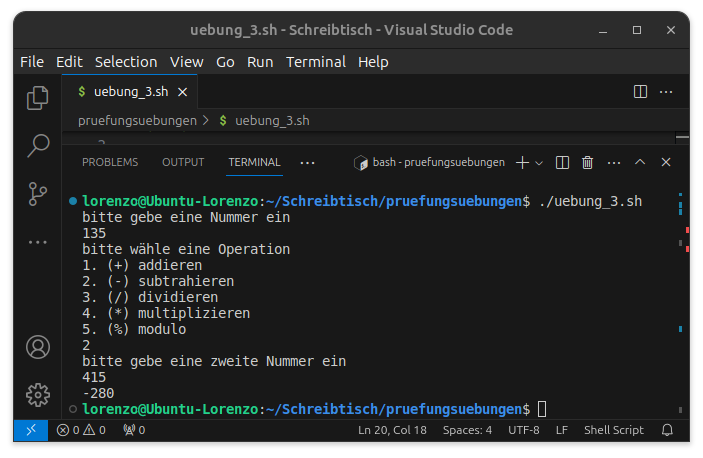 uebung_3.sh - Schreibtisch - Visual Studio Code
File Edit Selection View Go Run Terminal Help
$ uebung_3.sh
pruefungsuebungen > $ uebung_3.sh
PROBLEMS OUTPUT TERMINAL ··· bash - pruefungsuebungen
lorenzo@Ubuntu-Lorenzo:~/Schreibtisch/pruefungsuebungen$ ./uebung_3.sh
bitte gebe eine Nummer ein
135
bitte wähle eine Operation
1. (+) addieren
2. (-) subtrahieren
3. (/) dividieren
4. (*) multiplizieren
5. (%) modulo
2
bitte gebe eine zweite Nummer ein
415
-280
lorenzo@Ubuntu-Lorenzo:~/Schreibtisch/pruefungsuebungen$
0 0 0 Ln 20, Col 18 Spaces: 4 UTF-8 LF Shell Script